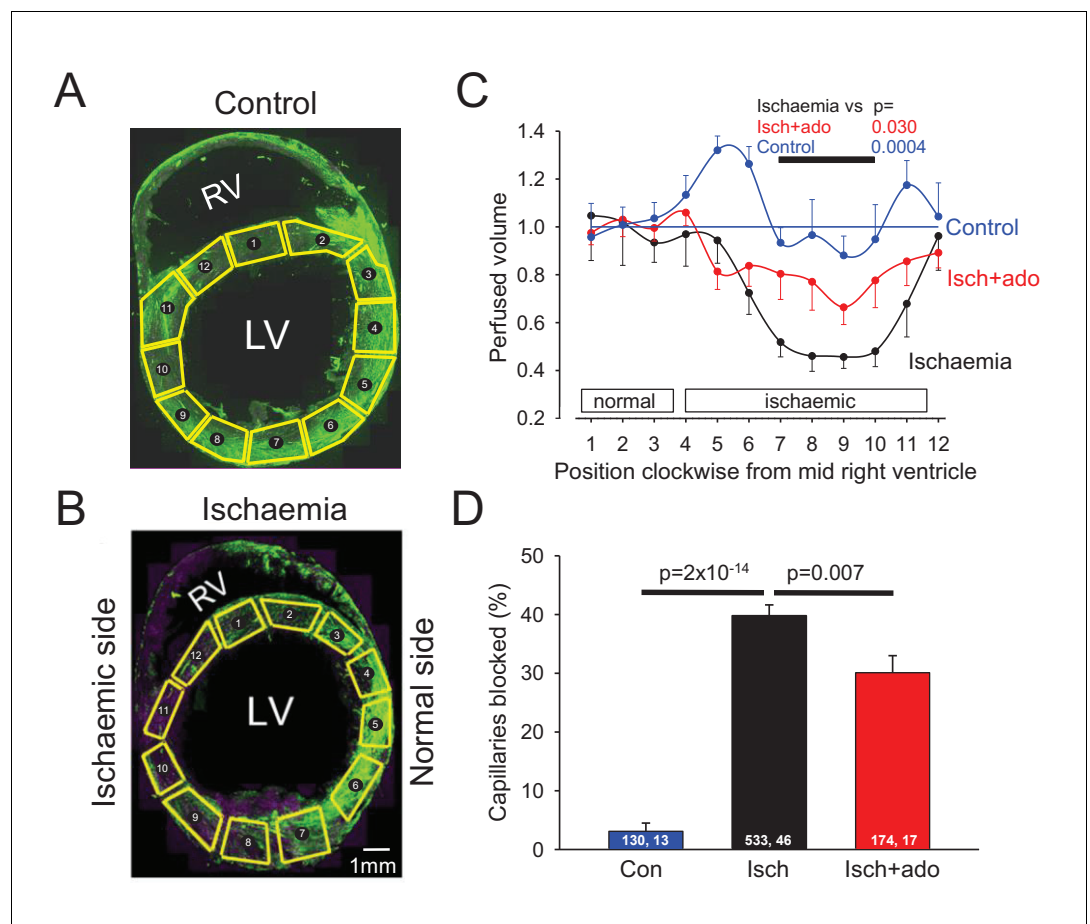 A
Control
RV
1
2
12
3
11
LV
4
10
5
9
6
8
7
B
Ischaemia
RV
1
2
3
12
4
Ischaemic side
11
LV
5
Normal side
10
6
9
7
8
1mm
C
Ischaemia vs p=
Isch+ado 0.030
Control 0.0004
Perfused volume
1.4
1.2
1.0
0.8
0.6
0.4
0.2
Control
Isch+ado
Ischaemia
normal
ischaemic
1 2 3 4 5 6 7 8 9 10 11 12
Position clockwise from mid right ventricle
D
Capillaries blocked (%)
50
40
30
20
10
0
p=2x10⁻¹⁴ p=0.007
130, 13 533, 46 174, 17
Con Isch Isch+ado